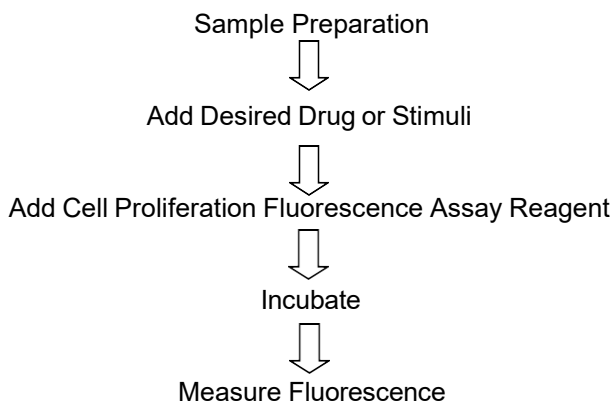 Sample Preparation
Add Desired Drug or Stimuli
Add Cell Proliferation Fluorescence Assay Reagent
Incubate
Measure Fluorescence